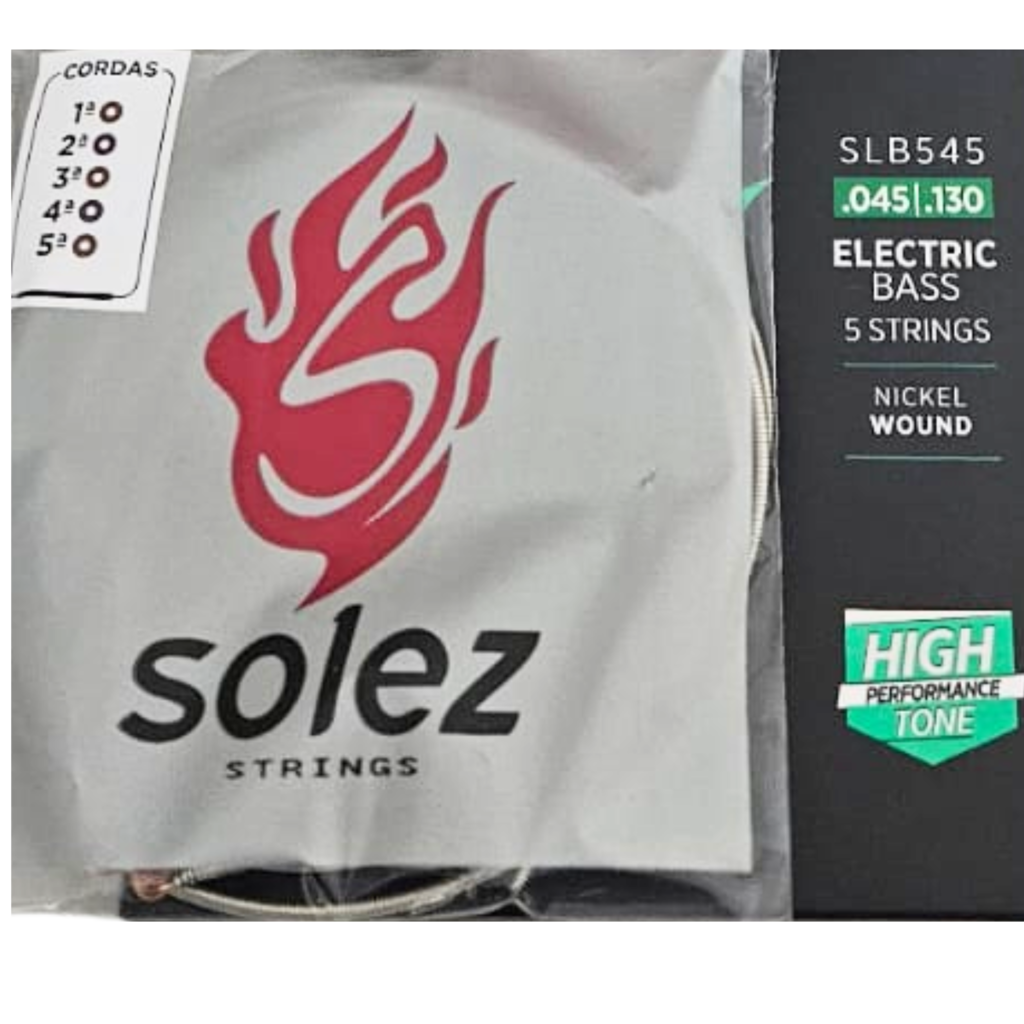 CORDAS
1ª
2ª
3ª
4ª
5ª
solez
STRINGS
SLB545
.045|.130
ELECTRIC
BASS
5 STRINGS
NICKEL
WOUND
HIGH
PERFORMANCE
TONE